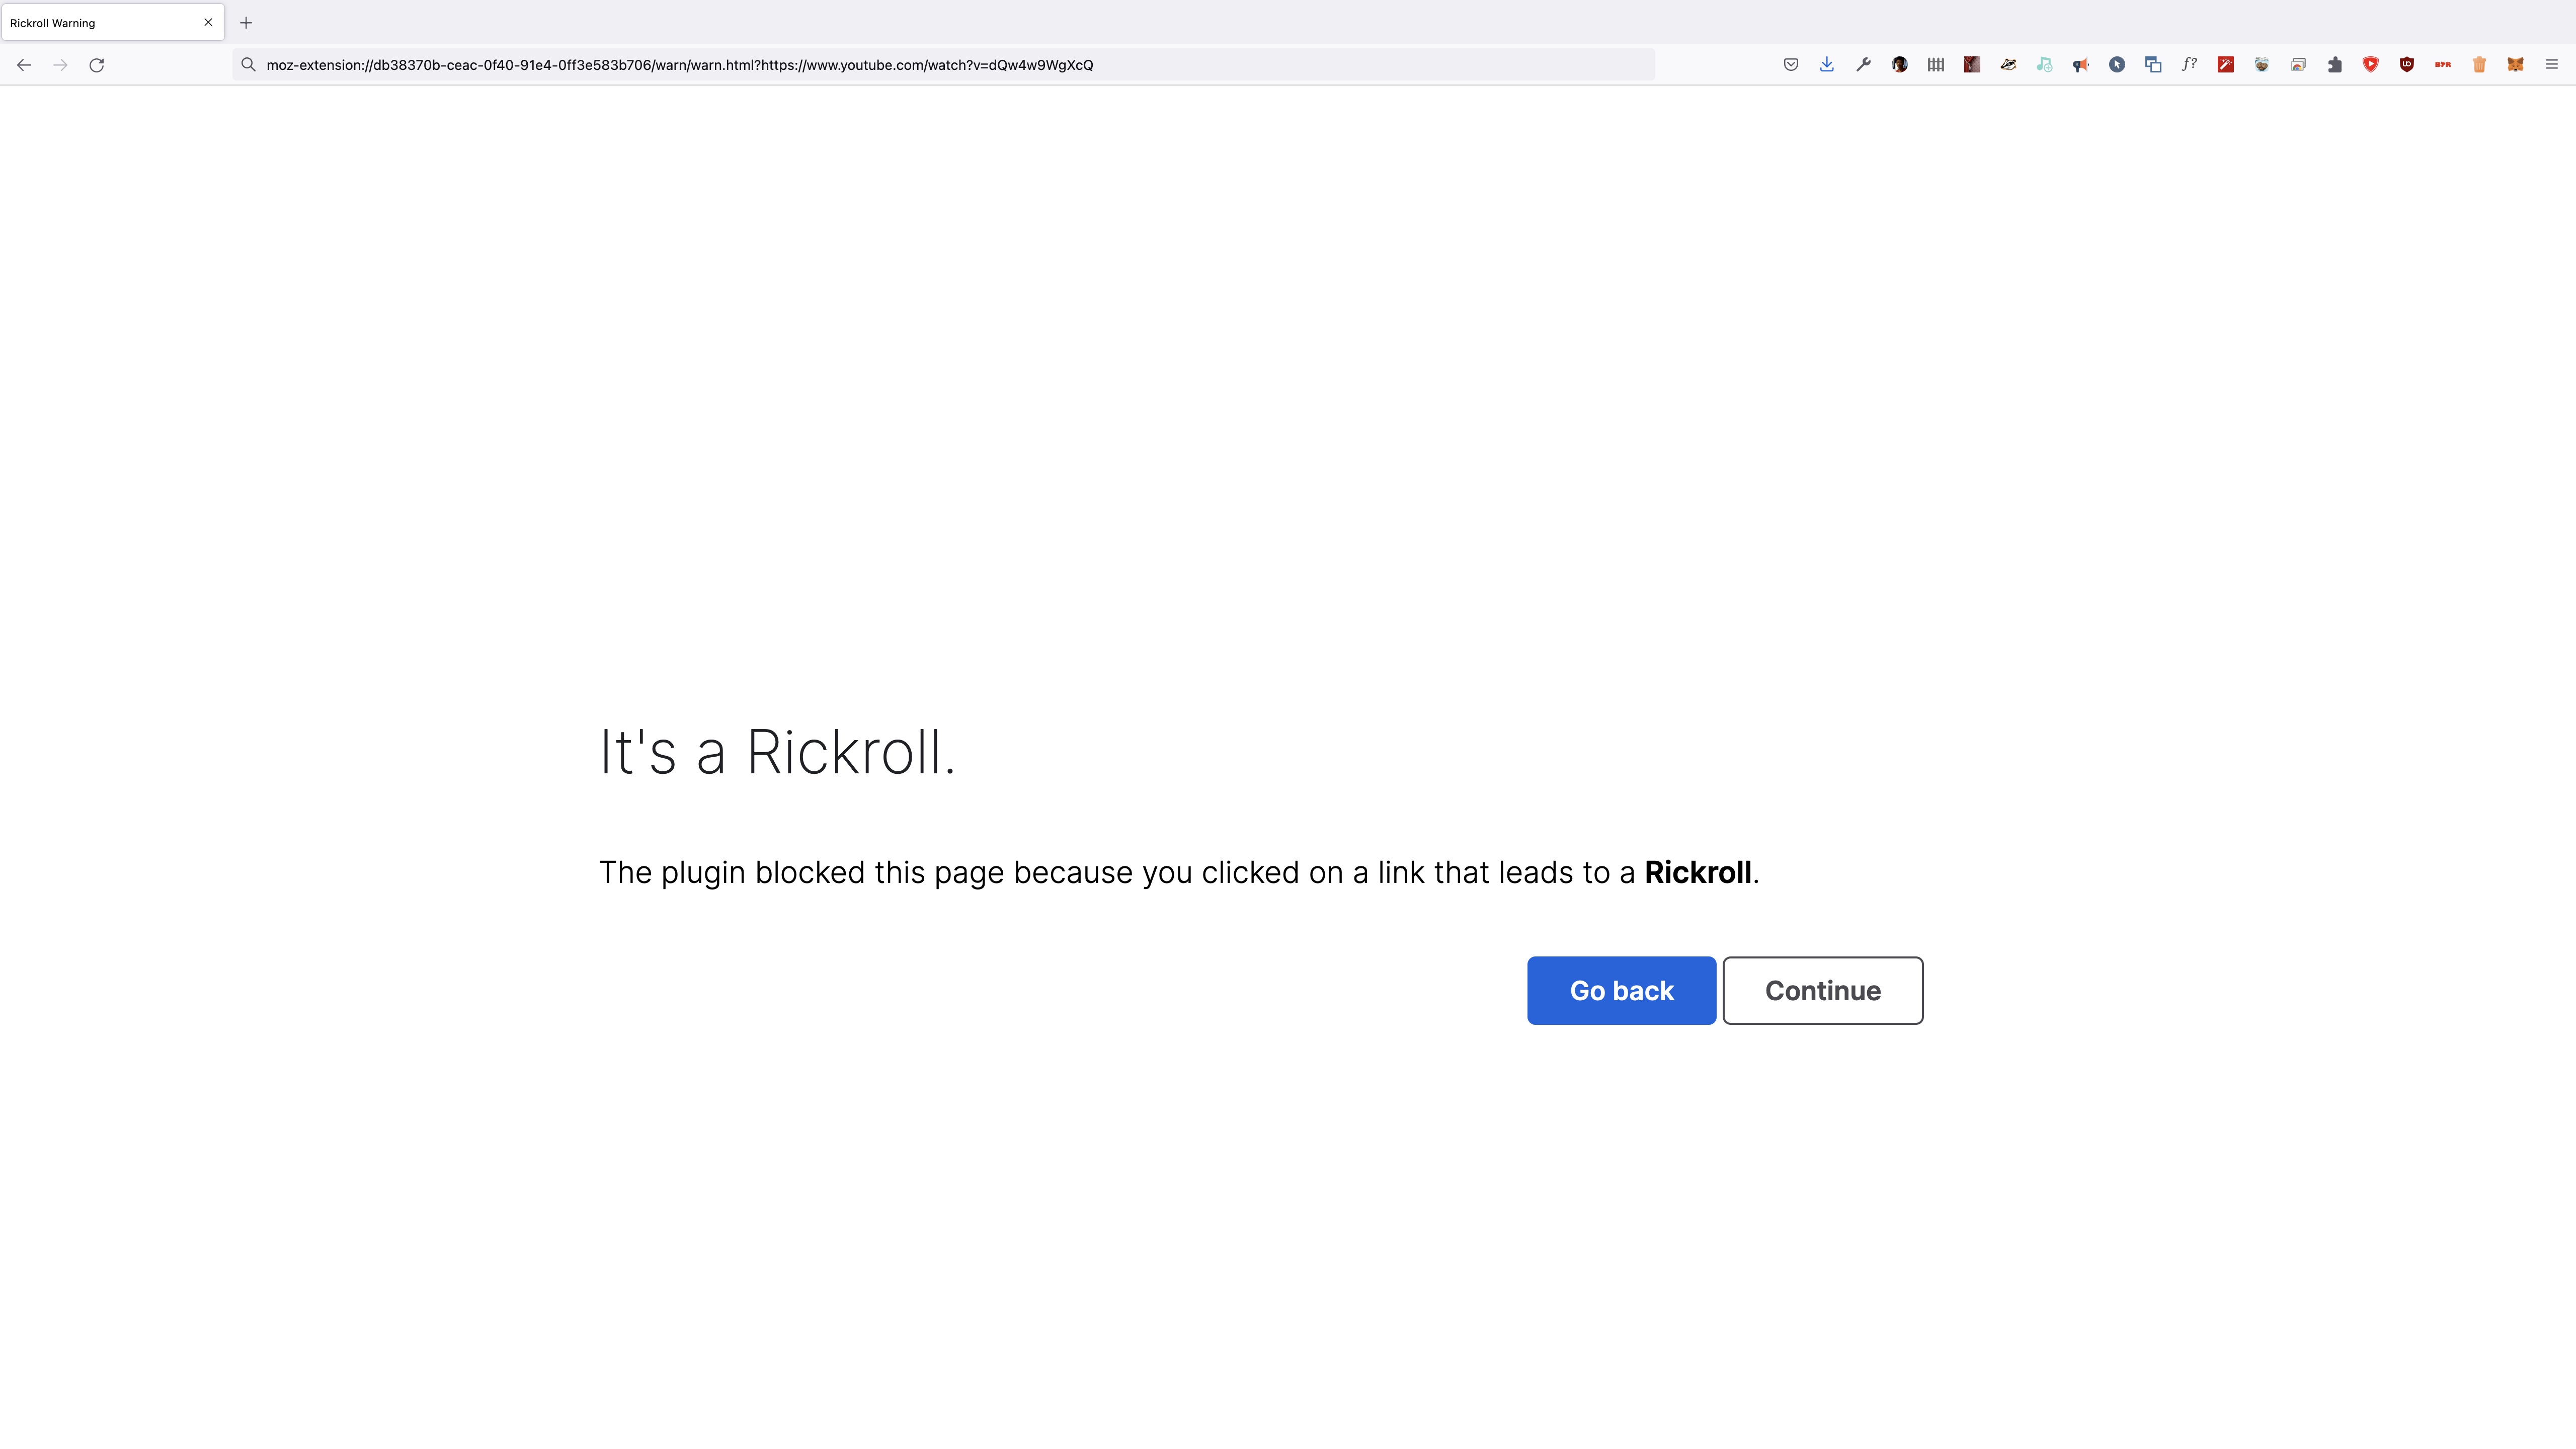 Rickroll Warning
moz-extension://db38370b-ceac-0f40-91e4-0ff3e583b706/warn/warn.html?https://www.youtube.com/watch?v=dQw4w9WgXcQ
f?
It's a Rickroll.
The plugin blocked this page because you clicked on a link that leads to a Rickroll.
Go back Continue